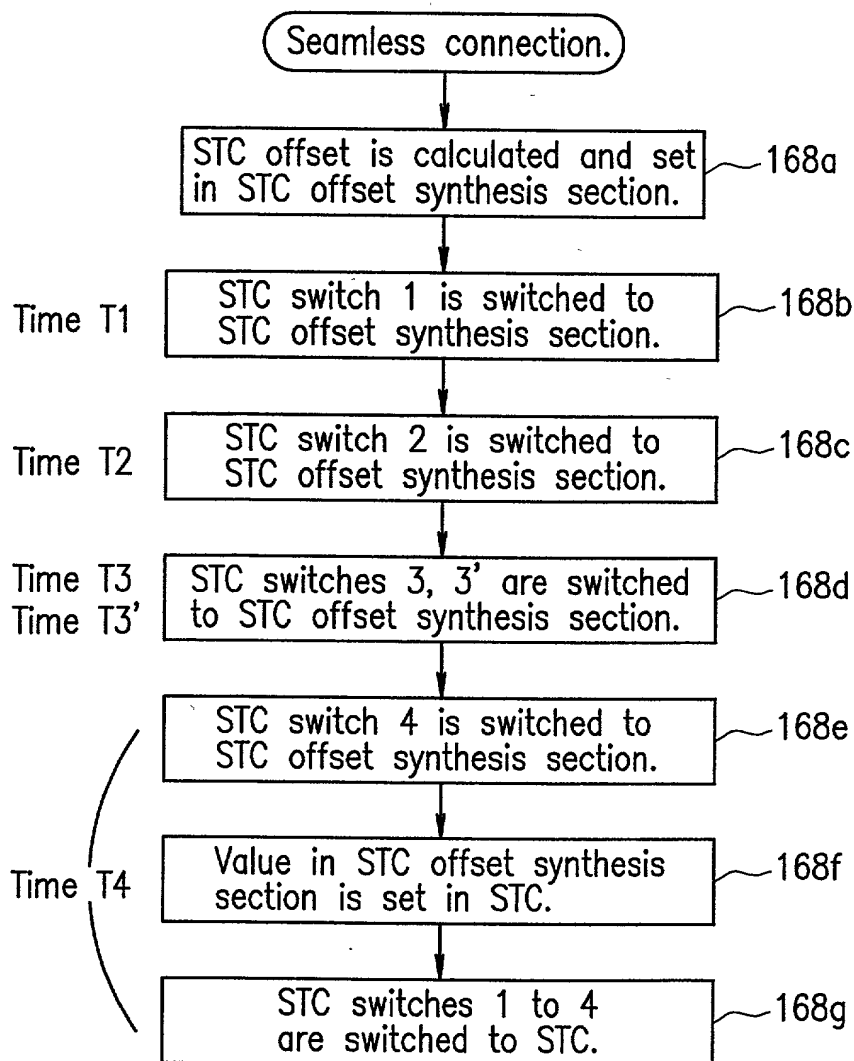 Seamless connection.
STC offset is calculated and set
in STC offset synthesis section.
168a
Time T1
STC switch 1 is switched to
STC offset synthesis section.
168b
Time T2
STC switch 2 is switched to
STC offset synthesis section.
168c
Time T3
Time T3'
STC switches 3, 3' are switched
to STC offset synthesis section.
168d
STC switch 4 is switched to
STC offset synthesis section.
168e
Time T4
Value in STC offset synthesis
section is set in STC.
168f
STC switches 1 to 4
are switched to STC.
168g